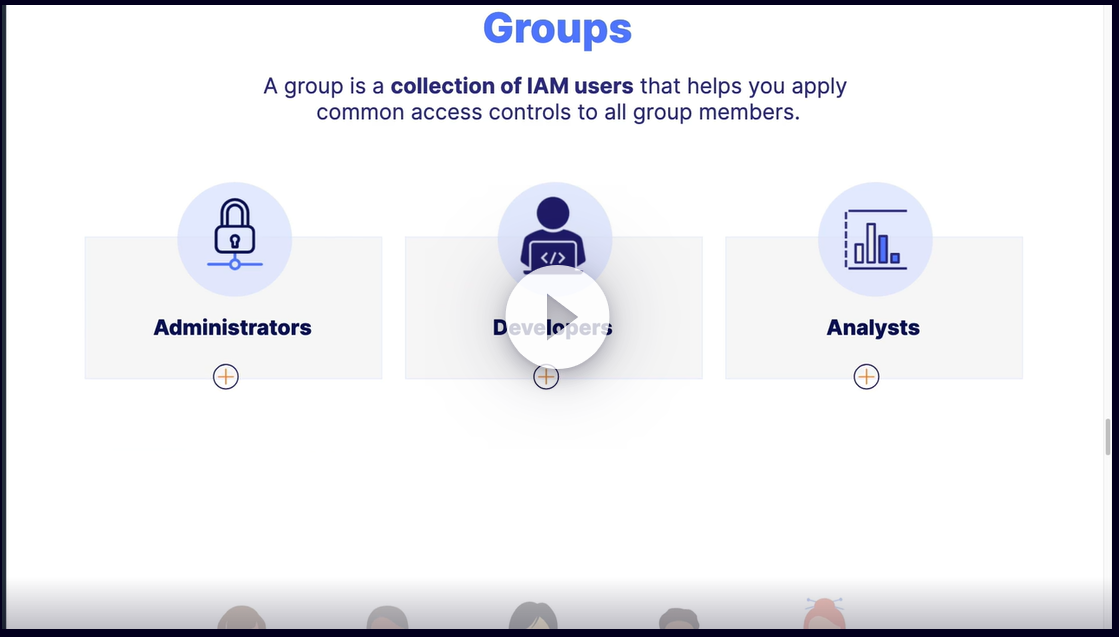 Groups
A group is a collection of IAM users that helps you apply
common access controls to all group members.
</>
Administrators
Developers
Analysts